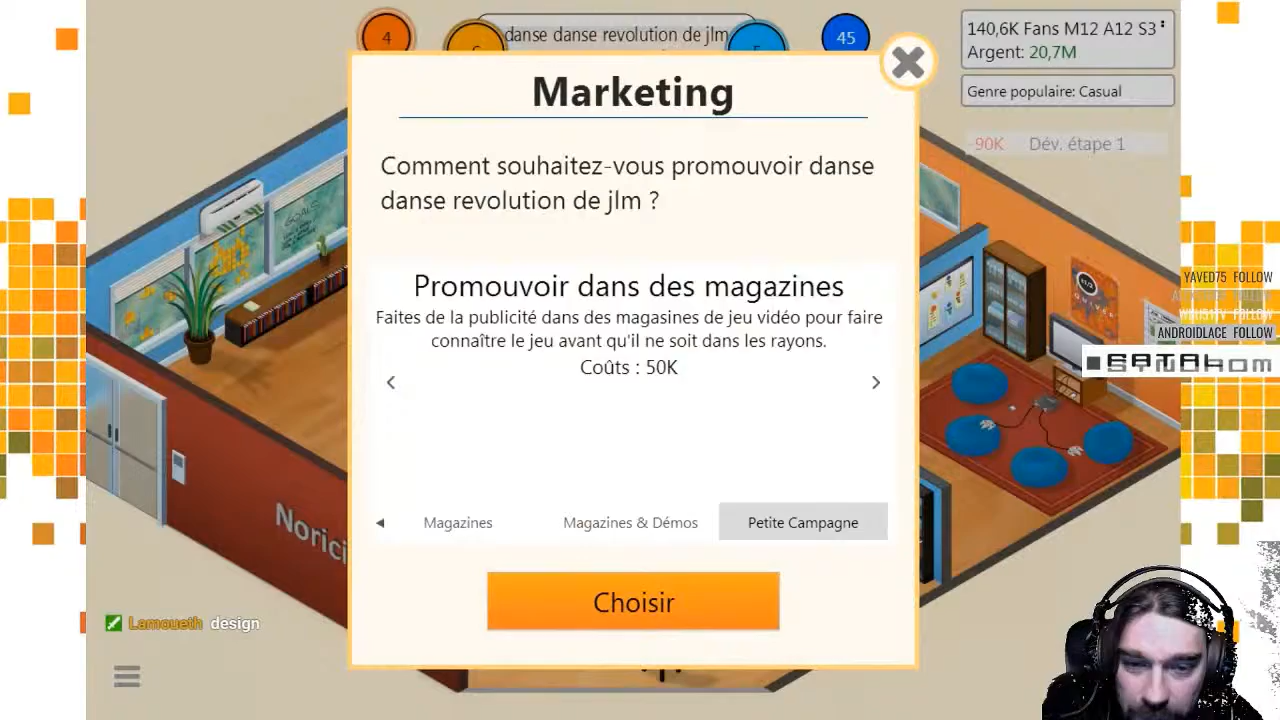 4
danse danse revolution de jlm
45
140,6K Fans M12 A12 S3
Argent: 20,7M
Genre populaire: Casual
-90K Dév. étape 1
Marketing
Comment souhaitez-vous promouvoir danse
danse revolution de jlm ?
Promouvoir dans des magazines
Faites de la publicité dans des magasines de jeu vidéo pour faire
connaître le jeu avant qu'il ne soit dans les rayons.
Coûts : 50K
Magazines
Magazines & Démos
Petite Campagne
Choisir
GOALS
Norici
YAVED75 FOLLOW
FOLLOW
ANDROIDLACE FOLLOW
Lamoueth design